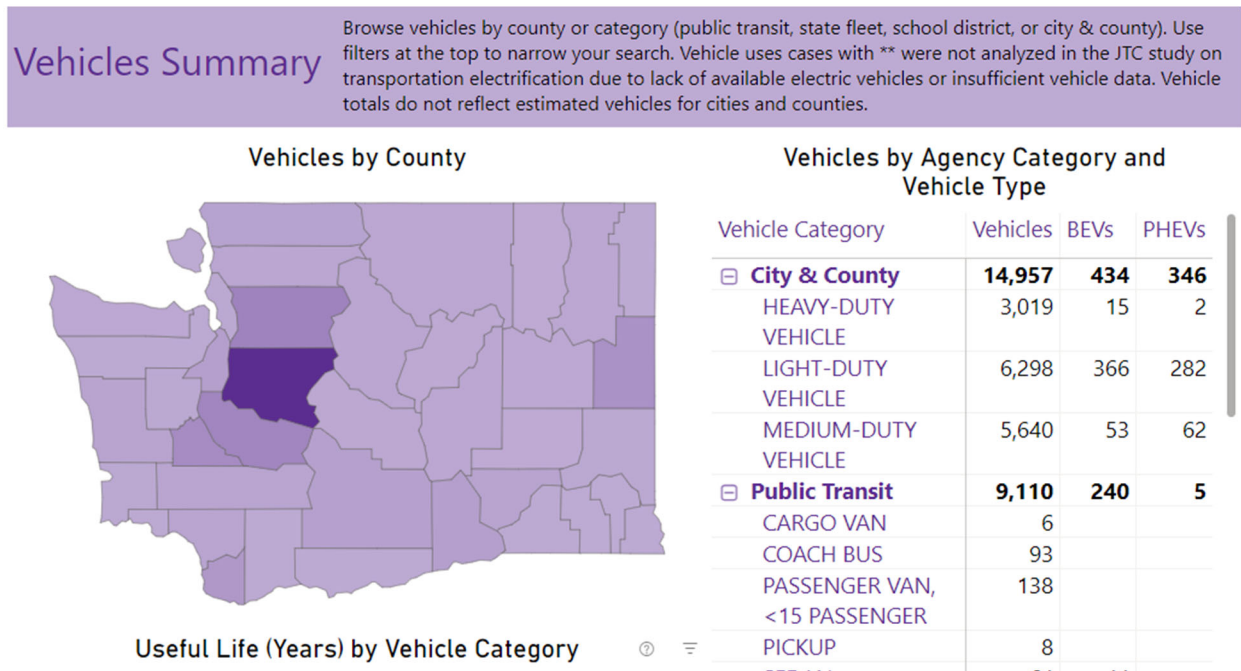 Vehicles Summary
Browse vehicles by county or category (public transit, state fleet, school district, or city & county). Use
filters at the top to narrow your search. Vehicle uses cases with ** were not analyzed in the JTC study on
transportation electrification due to lack of available electric vehicles or insufficient vehicle data. Vehicle
totals do not reflect estimated vehicles for cities and counties.
Vehicles by County
Vehicles by Agency Category and
Vehicle Type
Vehicle Category Vehicles BEVs PHEVs
City & County 14,957 434 346
HEAVY-DUTY 3,019 15 2
VEHICLE
LIGHT-DUTY 6,298 366 282
VEHICLE
MEDIUM-DUTY 5,640 53 62
VEHICLE
Public Transit 9,110 240 5
CARGO VAN 6
COACH BUS 93
PASSENGER VAN, 138
<15 PASSENGER
PICKUP 8
Useful Life (Years) by Vehicle Category